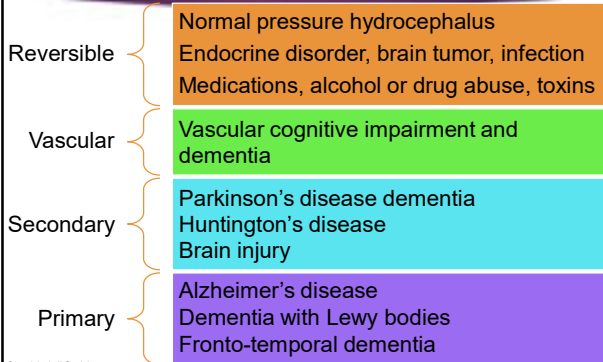 Reversible
Normal pressure hydrocephalus
Endocrine disorder, brain tumor, infection
Medications, alcohol or drug abuse, toxins
Vascular
Vascular cognitive impairment and
dementia
Secondary
Parkinson’s disease dementia
Huntington’s disease
Brain injury
Primary
Alzheimer’s disease
Dementia with Lewy bodies
Fronto-temporal dementia